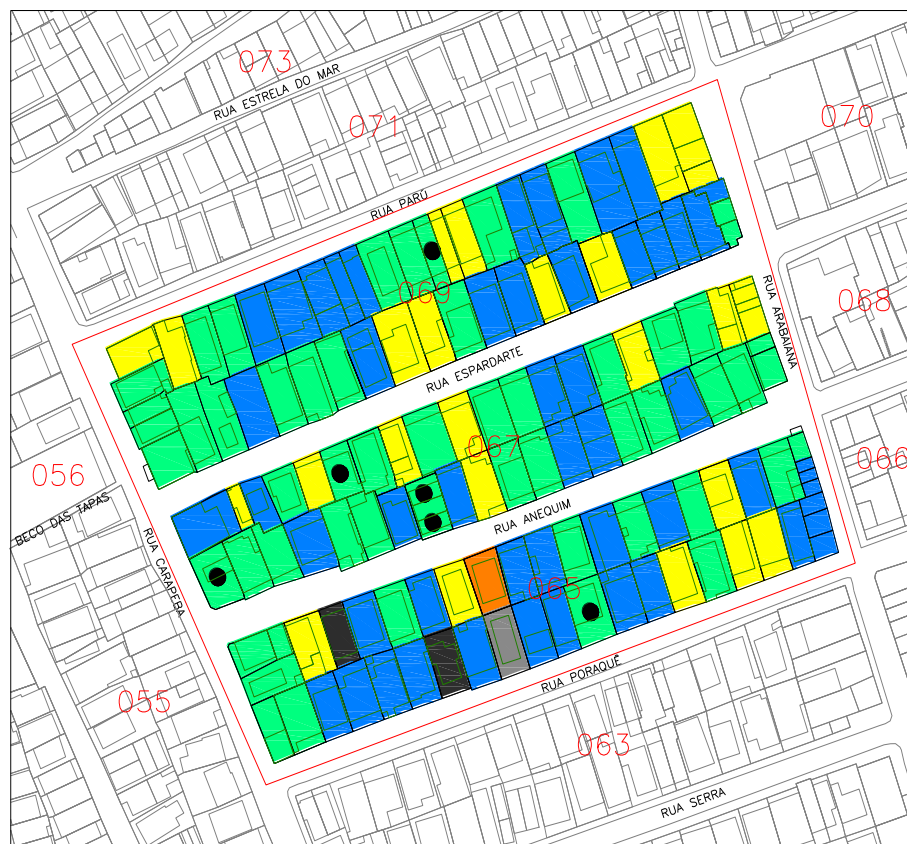 073
RUA ESTRELA DO MAR
071
070
RUA PARÚ
069
068
RUA ARABAIANA
RUA ESPARDARTE
067
066
056
BECO DAS TAPAS
RUA ANEQUIM
RUA CARAPEBA
065
RUA PORAQUÊ
055
063
RUA SERRA